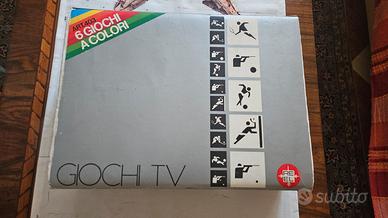 ART.403
6 GIOCHI
A COLORI
GIOCHI TV
subito